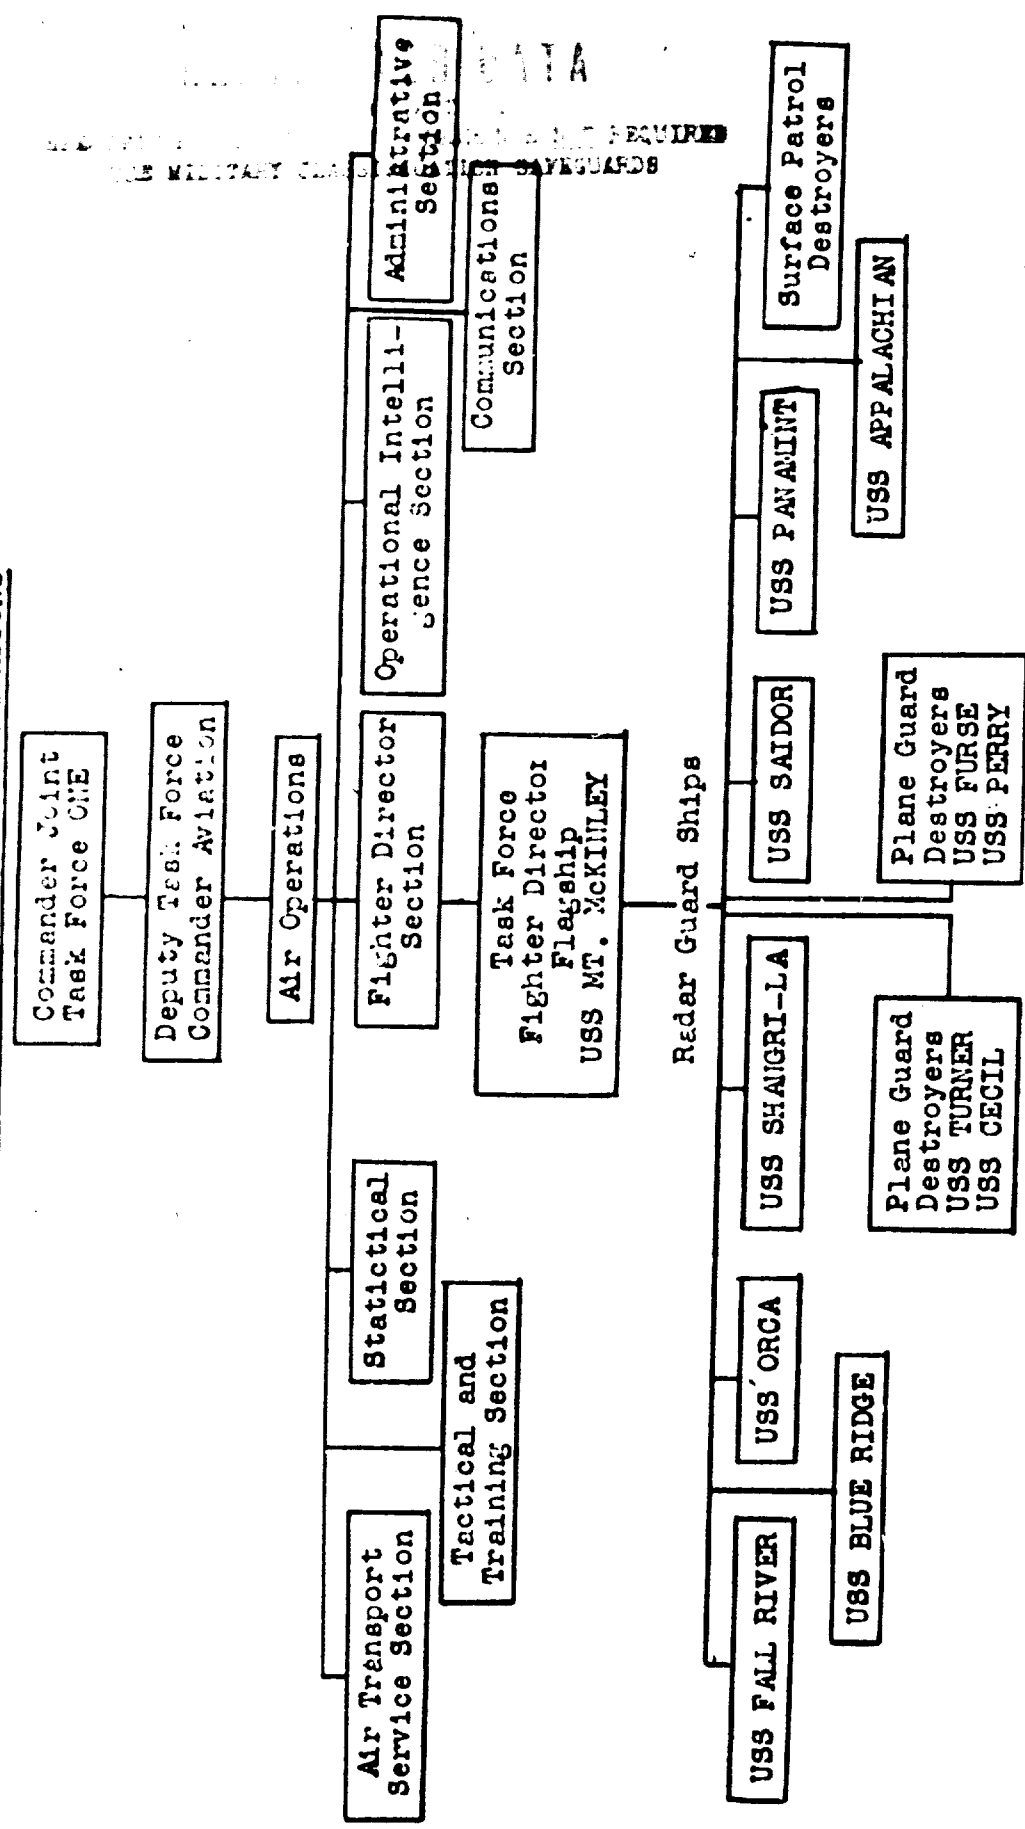 Commander Joint
Task Force ONE
Deputy Task Force
Commander Aviation
Air Operations
Air Transport
Service Section
Tactical and
Training Section
Statictical
Section
Fighter Director
Section
Operational Intelli-
gence Section
Communications
Section
Administrative
Section
Task Force
Fighter Director
Flagship
USS MT. McKINLEY
Radar Guard Ships
USS FALL RIVER
USS BLUE RIDGE
USS ORCA
USS SHANGRI-LA
Plane Guard
Destroyers
USS TURNER
USS CECIL
USS SAIDOR
Plane Guard
Destroyers
USS FURSE
USS PERRY
USS PANAMINT
USS APPALACHIAN
Surface Patrol
Destroyers
DATA
REQUIRED
MILITARY SAFEGUARDS